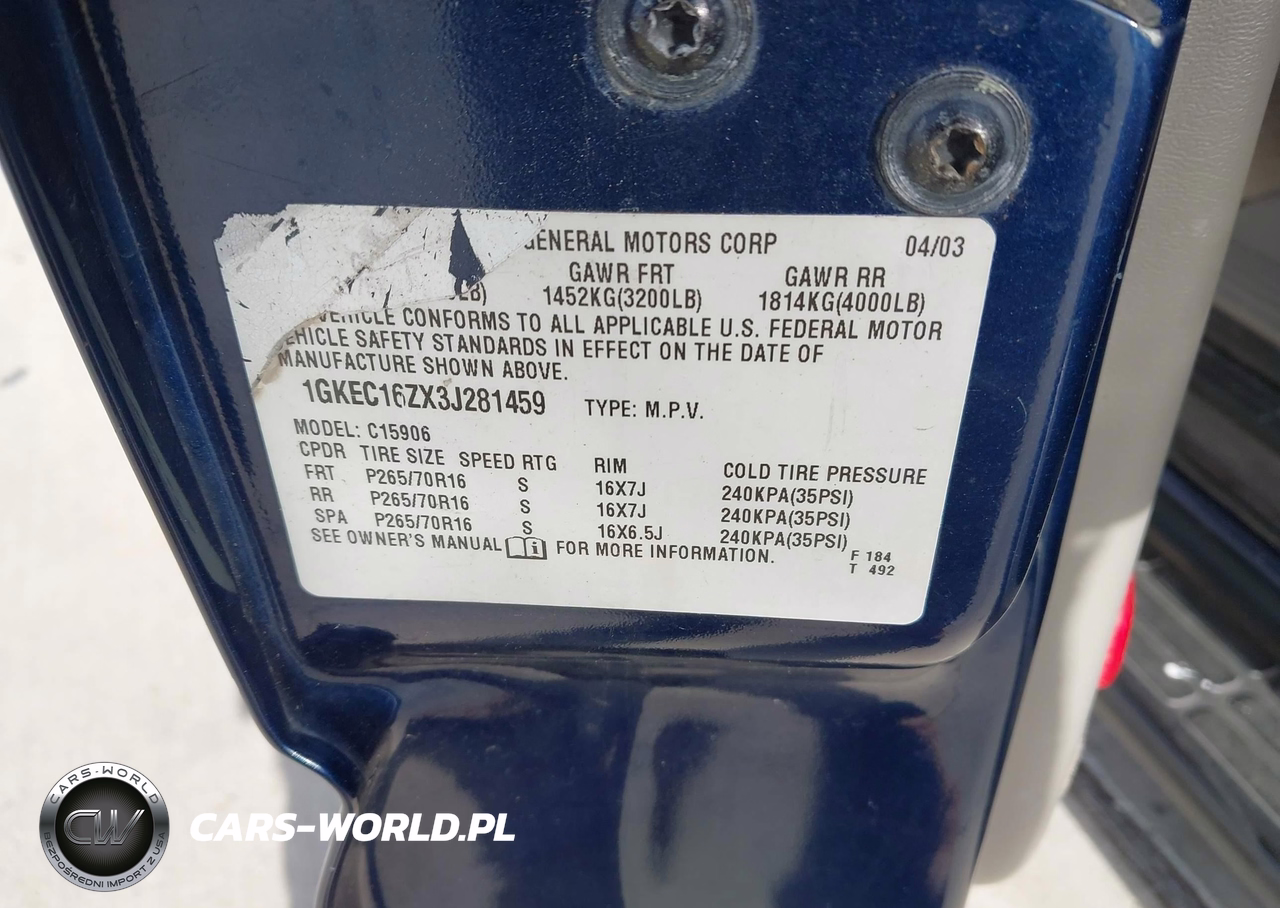 GENERAL MOTORS CORP 04/03
GAWR FRT GAWR RR
LB) 1452KG(3200LB) 1814KG(4000LB)
VEHICLE CONFORMS TO ALL APPLICABLE U.S. FEDERAL MOTOR
VEHICLE SAFETY STANDARDS IN EFFECT ON THE DATE OF
MANUFACTURE SHOWN ABOVE.
1GKEC16ZX3J281459 TYPE: M.P.V.
MODEL: C15906
CPDR TIRE SIZE SPEED RTG RIM COLD TIRE PRESSURE
FRT P265/70R16 S 16X7J 240KPA(35PSI)
RR P265/70R16 S 16X7J 240KPA(35PSI)
SPA P265/70R16 S 16X6.5J 240KPA(35PSI)
SEE OWNER'S MANUAL FOR MORE INFORMATION.
F 184
T 492
CARS-WORLD
CW
BEZPOŚREDNI IMPORT Z USA
CARS-WORLD.PL